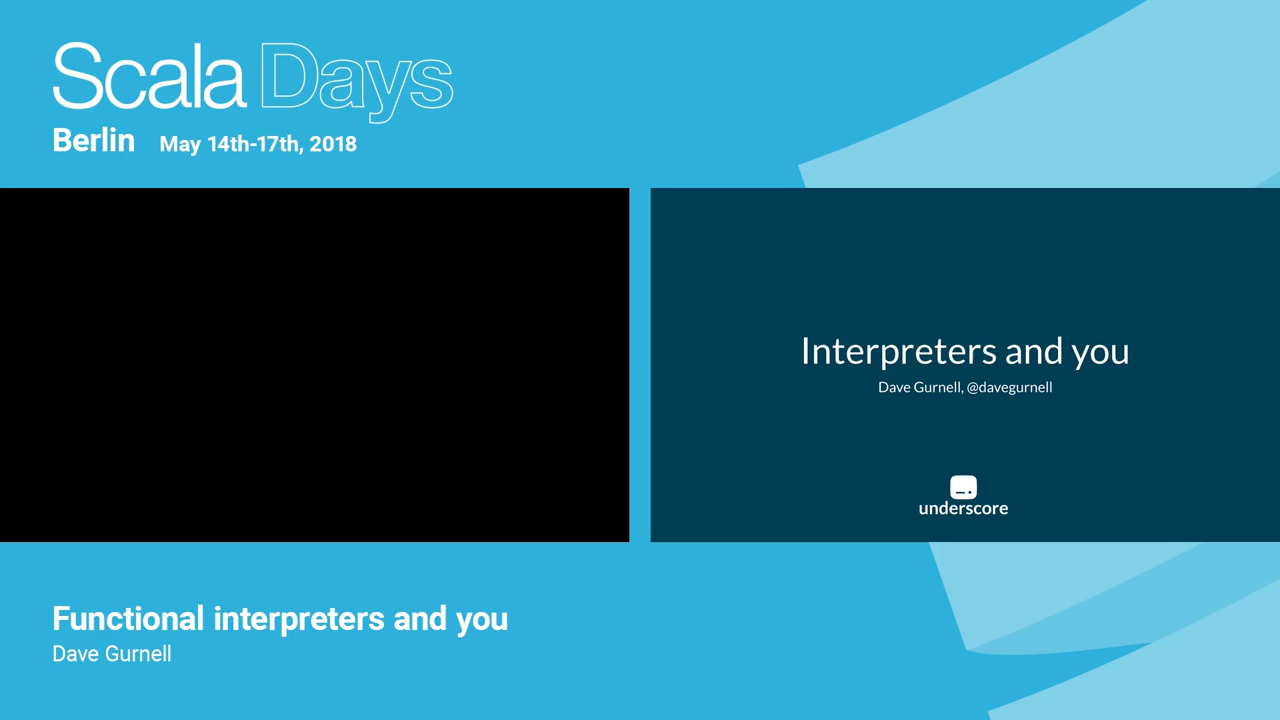 Scala Days
Berlin May 14th-17th, 2018
Interpreters and you
Dave Gurnell, @davegurnell
underscore
Functional interpreters and you
Dave Gurnell